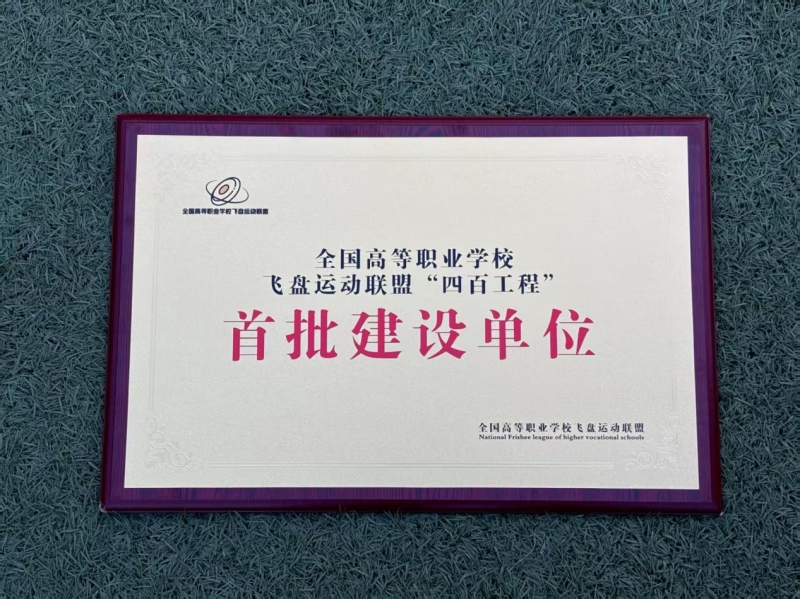 全国高等职业学校飞盘运动联盟
全国高等职业学校
飞盘运动联盟“四百工程”
首批建设单位
全国高等职业学校飞盘运动联盟
National Frisbee league of higher vocational schools